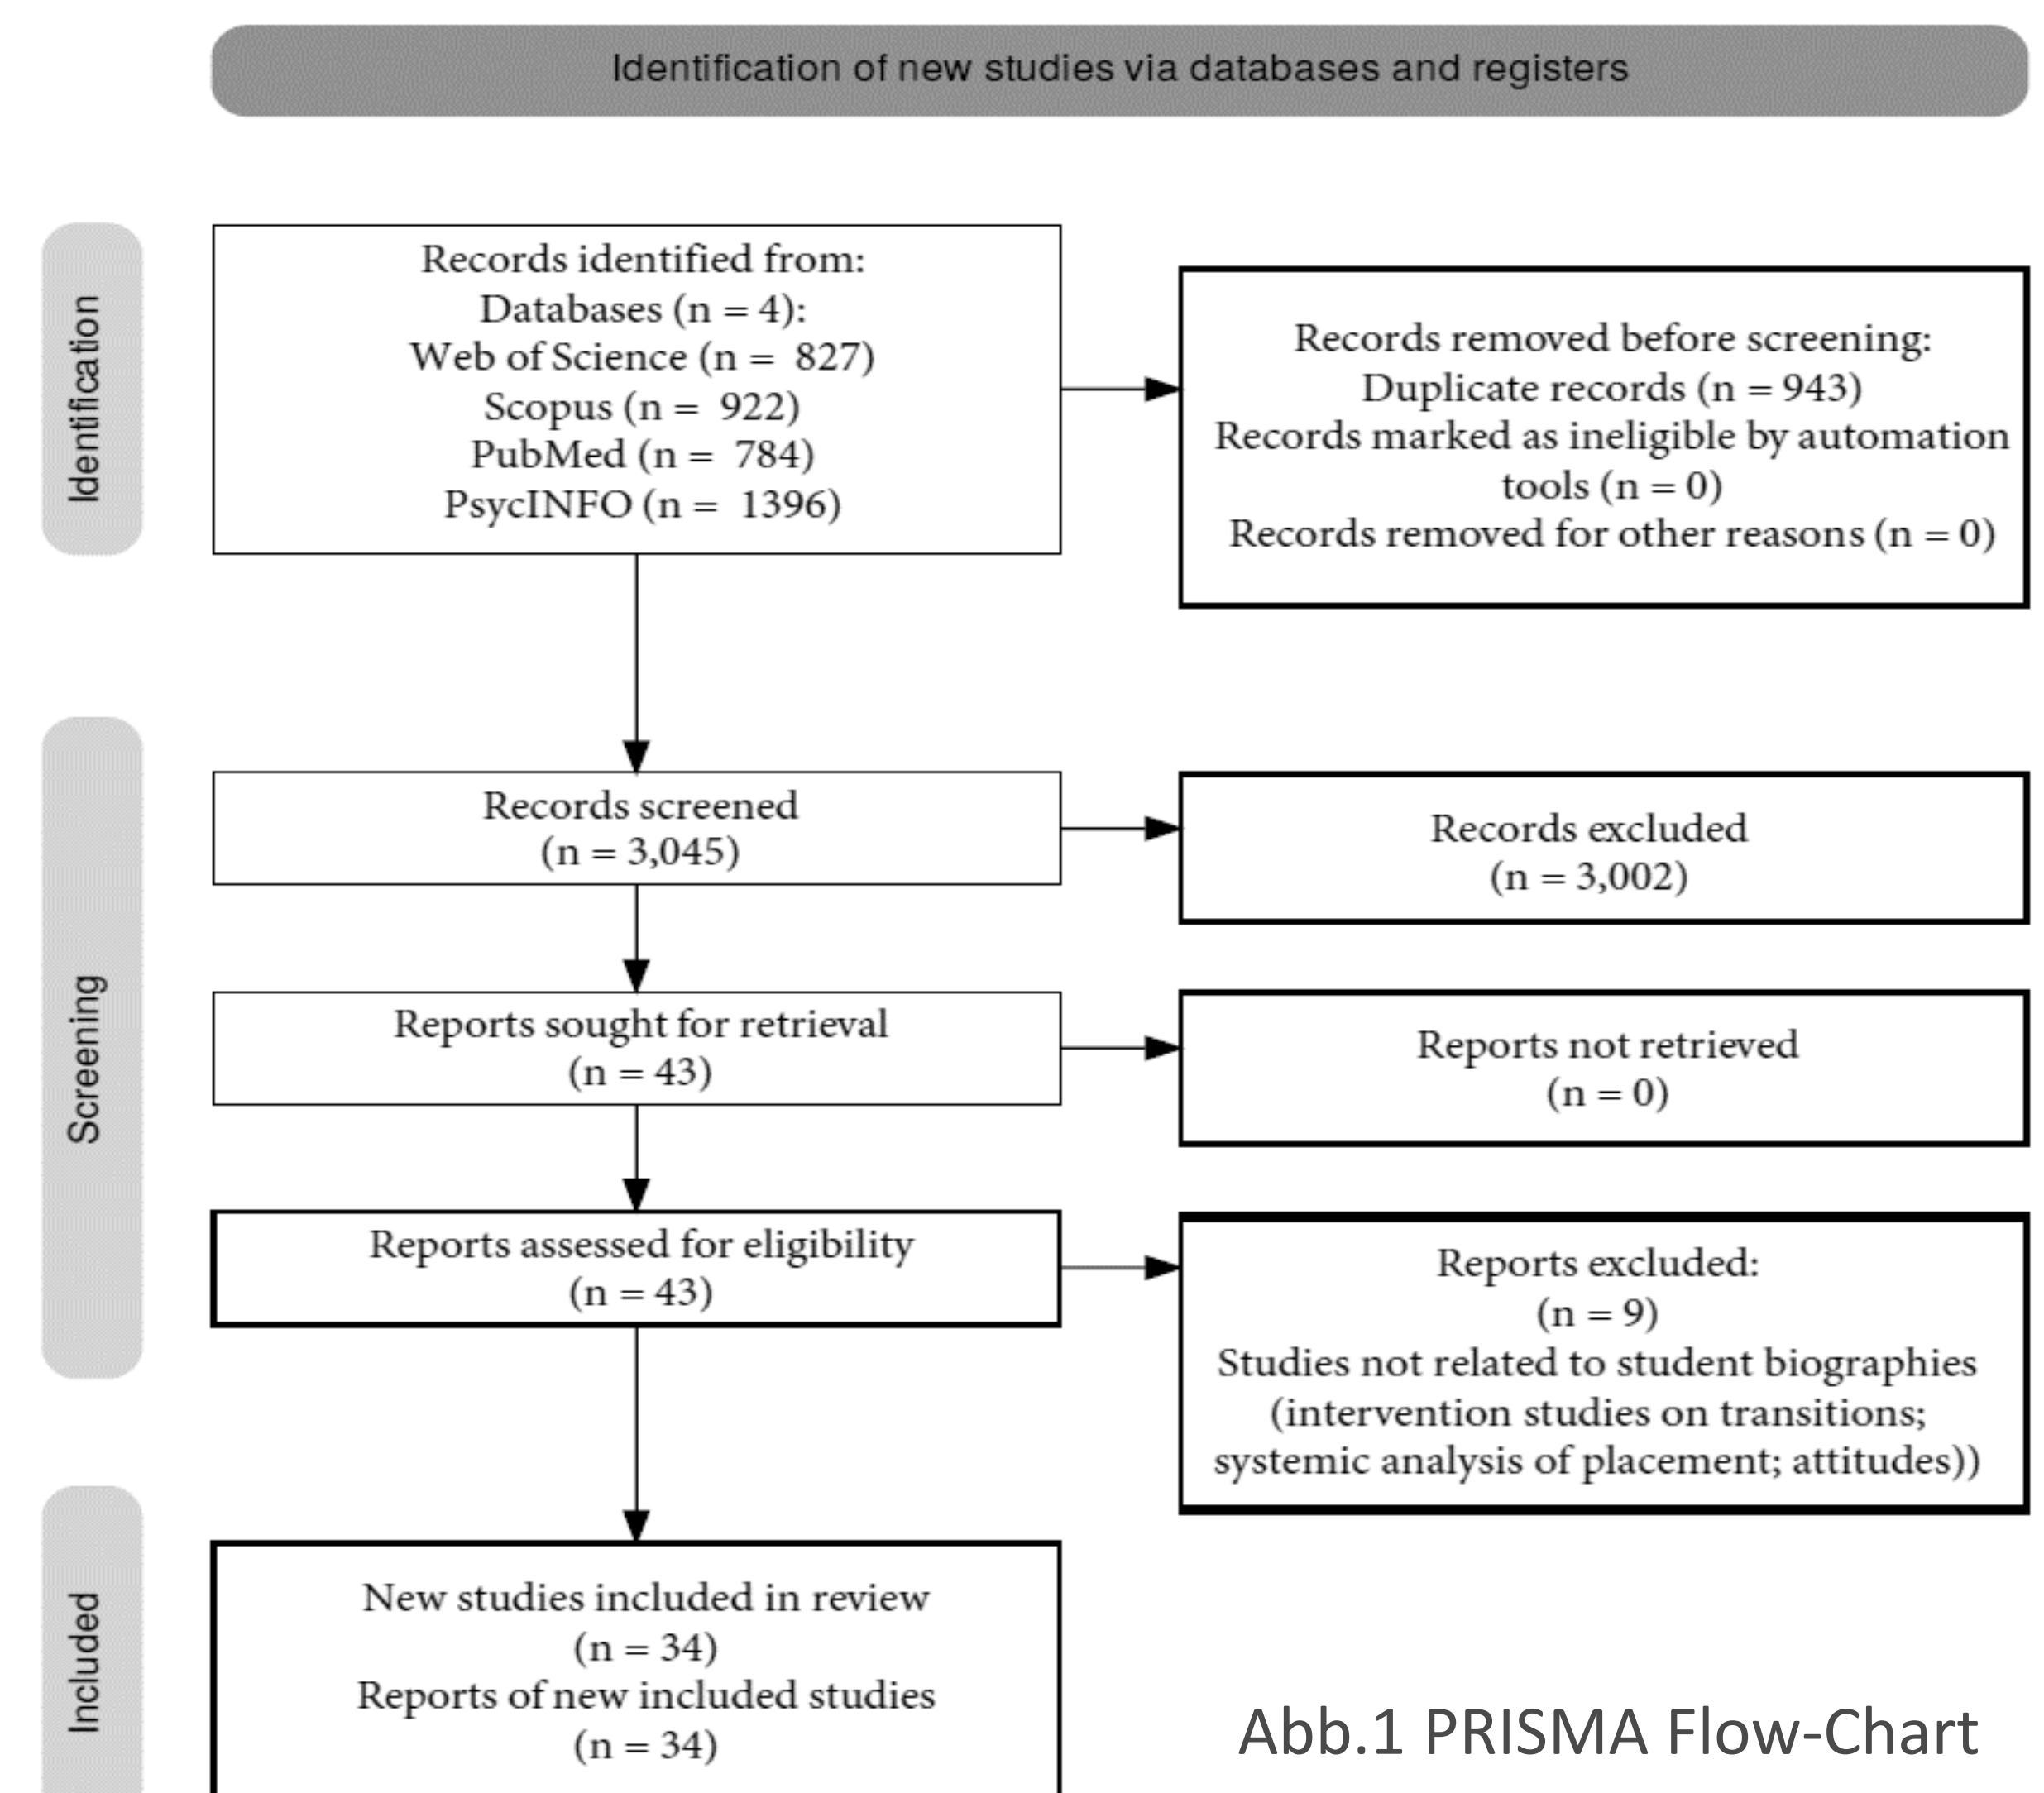 Identification of new studies via databases and registers
Identification
Records identified from:
Databases (n = 4):
Web of Science (n = 827)
Scopus (n = 922)
PubMed (n = 784)
PsycINFO (n = 1396)
Records removed before screening:
Duplicate records (n = 943)
Records marked as ineligible by automation
tools (n = 0)
Records removed for other reasons (n = 0)
Screening
Records screened
(n = 3,045)
Records excluded
(n = 3,002)
Reports sought for retrieval
(n = 43)
Reports not retrieved
(n = 0)
Reports assessed for eligibility
(n = 43)
Reports excluded:
(n = 9)
Studies not related to student biographies
(intervention studies on transitions;
systemic analysis of placement; attitudes))
Included
New studies included in review
(n = 34)
Reports of new included studies
(n = 34)
Abb.1 PRISMA Flow-Chart